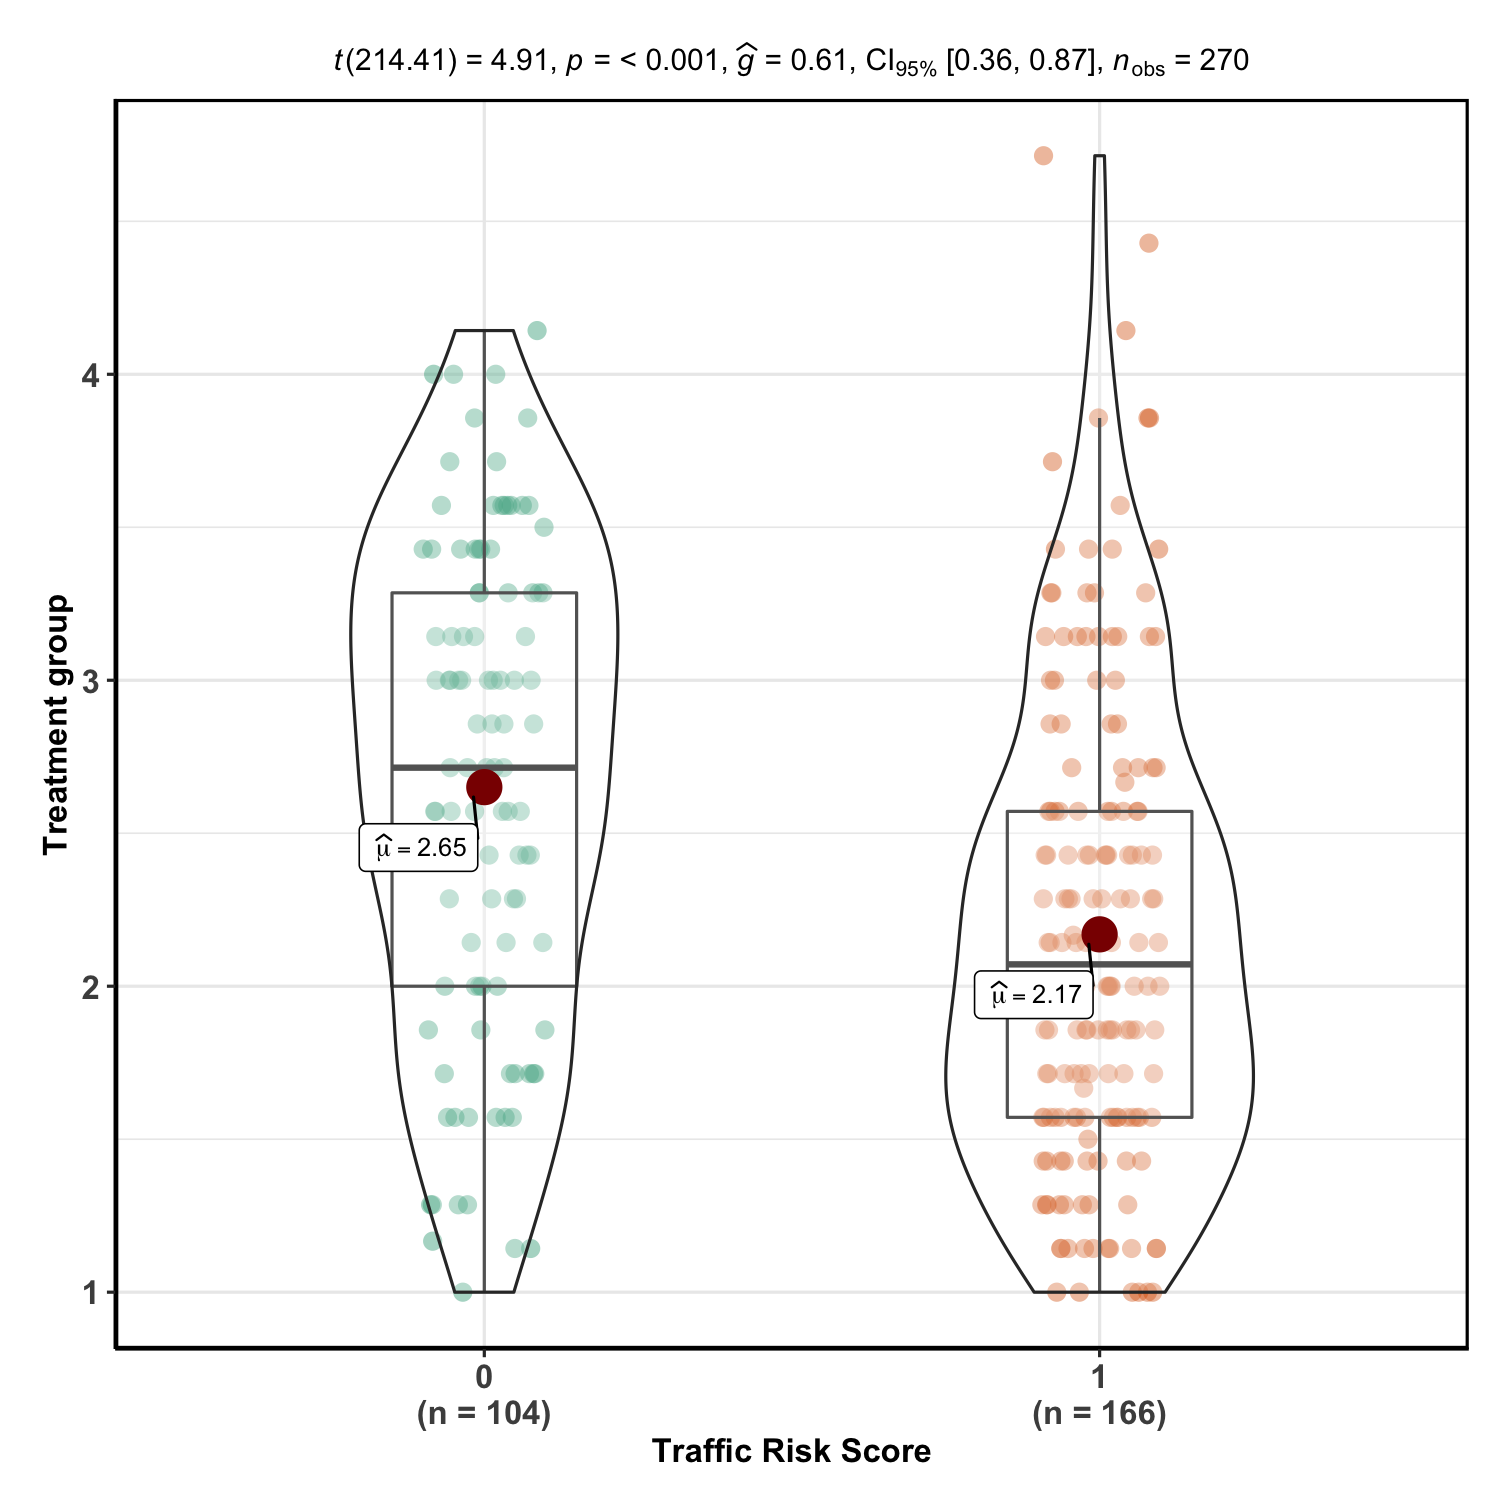 t(214.41) = 4.91, p = < 0.001, ĝ = 0.61, CI95% [0.36, 0.87], nobs = 270
4
3
2
1
Treatment group
μ̂ = 2.65
μ̂ = 2.17
0
(n = 104)
1
(n = 166)
Traffic Risk Score